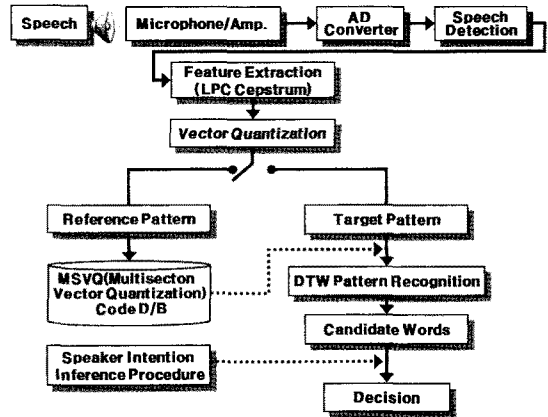 Speech
Microphone/Amp.
AD
Converter
Speech
Detection
Feature Extraction
(LPC Cepstrum)
Vector Quantization
Reference Pattern
Target Pattern
MSVQ(Multisecton
Vector Quantization)
Code D/B
DTW Pattern Recognition
Candidate Words
Speaker Intention
Inference Procedure
Decision